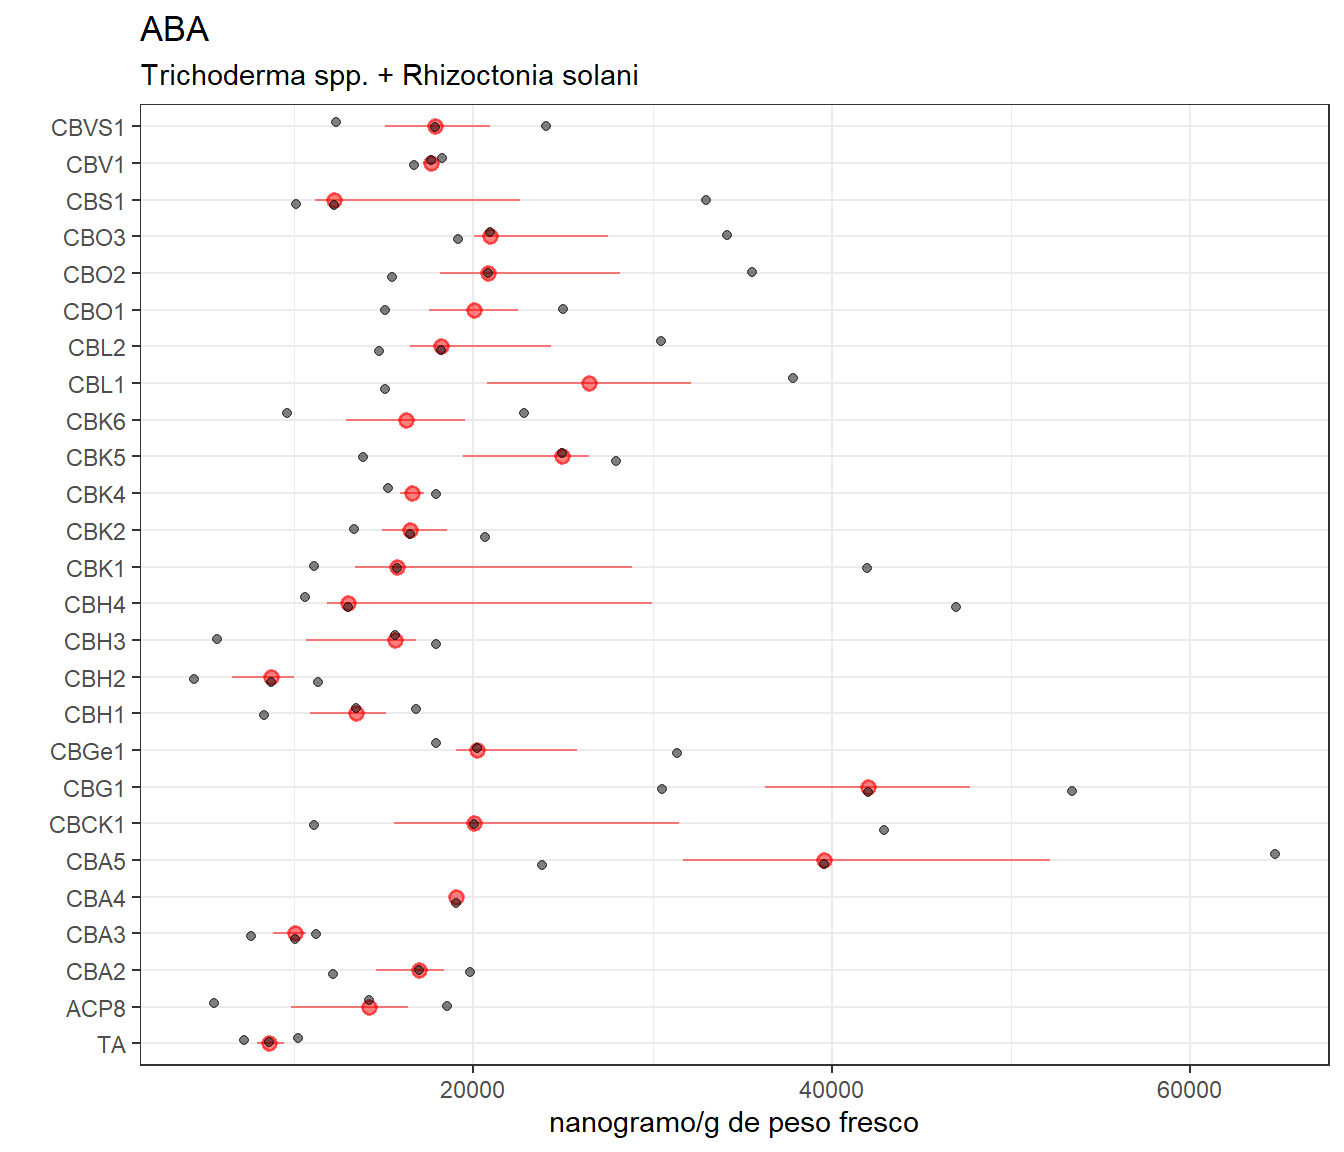 ABA
Trichoderma spp. + Rhizoctonia solani
CBVS1
CBV1
CBS1
CBO3
CBO2
CBO1
CBL2
CBL1
CBK6
CBK5
CBK4
CBK2
CBK1
CBH4
CBH3
CBH2
CBH1
CBGe1
CBG1
CBCK1
CBA5
CBA4
CBA3
CBA2
ACP8
TA
20000 40000 60000
nanogramo/g de peso fresco